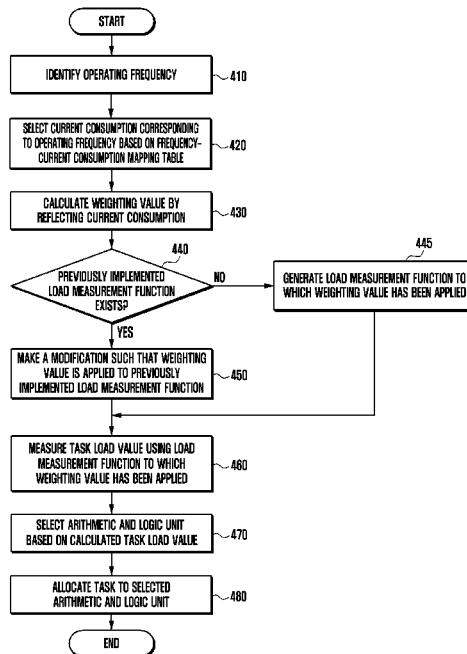 START
IDENTIFY OPERATING FREQUENCY
410
SELECT CURRENT CONSUMPTION CORRESPONDING
TO OPERATING FREQUENCY BASED ON FREQUENCY-
CURRENT CONSUMPTION MAPPING TABLE
420
CALCULATE WEIGHTING VALUE BY
REFLECTING CURRENT CONSUMPTION
430
440
PREVIOUSLY IMPLEMENTED
LOAD MEASUREMENT FUNCTION
EXISTS?
NO
445
GENERATE LOAD MEASUREMENT FUNCTION TO
WHICH WEIGHTING VALUE HAS BEEN APPLIED
YES
MAKE A MODIFICATION SUCH THAT WEIGHTING
VALUE IS APPLIED TO PREVIOUSLY
IMPLEMENTED LOAD MEASUREMENT FUNCTION
450
MEASURE TASK LOAD VALUE USING LOAD
MEASUREMENT FUNCTION TO WHICH
WEIGHTING VALUE HAS BEEN APPLIED
460
SELECT ARITHMETIC AND LOGIC UNIT
BASED ON CALCULATED TASK LOAD VALUE
470
ALLOCATE TASK TO SELECTED
ARITHMETIC AND LOGIC UNIT
480
END